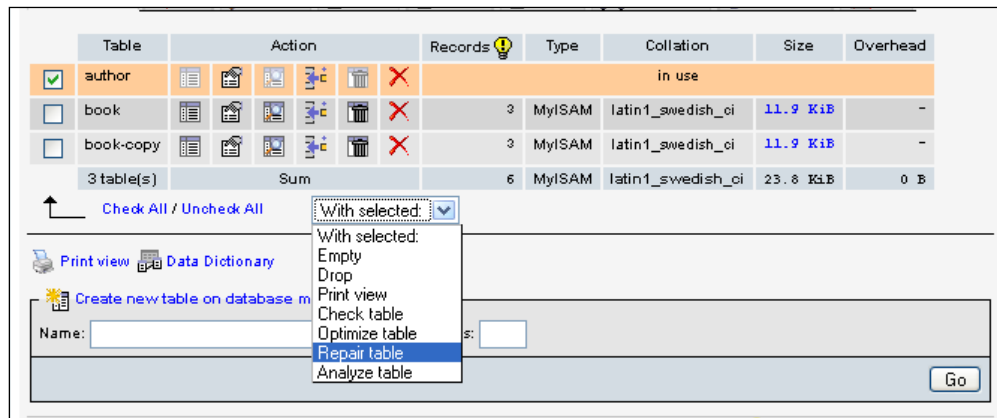 Table Action Records Type Collation Size Overhead
author in use
book 3 MyISAM latin1_swedish_ci 11.9 KiB -
book-copy 3 MyISAM latin1_swedish_ci 11.9 KiB -
3 table(s) Sum 6 MyISAM latin1_swedish_ci 23.8 KiB 0 B
Check All / Uncheck All With selected:
With selected:
Empty
Drop
Print view
Check table
Optimize table
Repair table
Analyze table
Print view Data Dictionary
Create new table on database m
Name: s:
Go